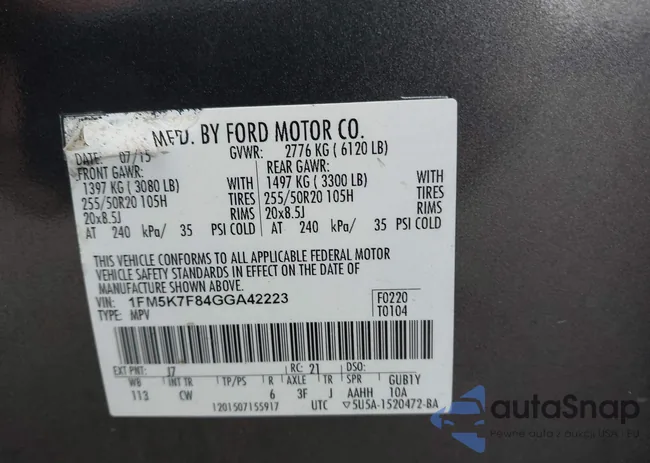 MFD. BY FORD MOTOR CO.
DATE: 07/15 GVWR: 2776 KG ( 6120 LB)
FRONT GAWR: REAR GAWR:
1397 KG ( 3080 LB) WITH 1497 KG ( 3300 LB) WITH
255/50R20 105H TIRES 255/50R20 105H TIRES
20x8.5J RIMS 20x8.5J RIMS
AT 240 kPa/ 35 PSI COLD AT 240 kPa/ 35 PSI COLD
THIS VEHICLE CONFORMS TO ALL APPLICABLE FEDERAL MOTOR
VEHICLE SAFETY STANDARDS IN EFFECT ON THE DATE OF
MANUFACTURE SHOWN ABOVE.
VIN: 1FM5K7F84GGA42223 F0220
TYPE: MPV T0104
EXT PNT: J7 RC: 21 DSO:
WB INT TR TP/PS R AXLE TR SPR GUB1Y
113 CW 6 3F J AAHH 10A
1201507155917 UTC ▽5U5A-1520472-BA
autoSnap
Pewne auto z aukcji USA - EU